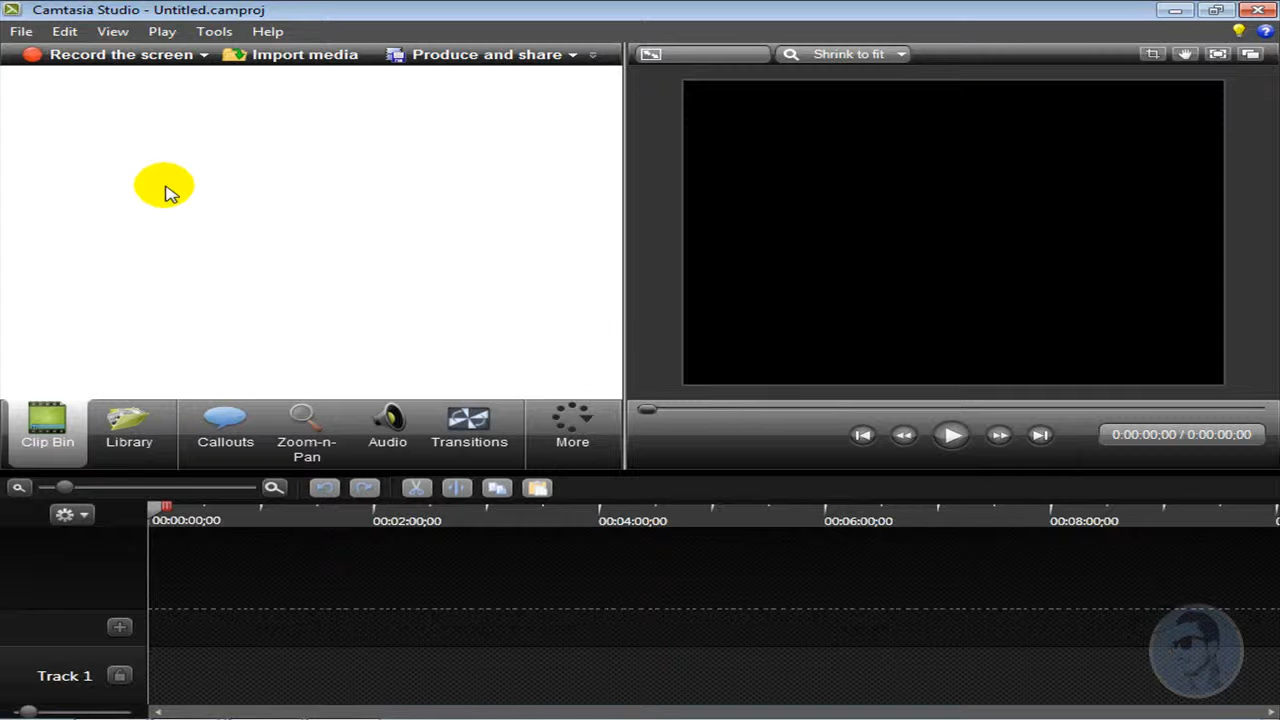 Camtasia Studio - Untitled.camproj
File Edit View Play Tools Help
Record the screen Import media Produce and share
Shrink to fit
Clip Bin Library Callouts Zoom-n-Pan Audio Transitions More
0:00:00;00 / 0:00:00;00
00:00:00;00 00:02:00;00 00:04:00;00 00:06:00;00 00:08:00;00
Track 1